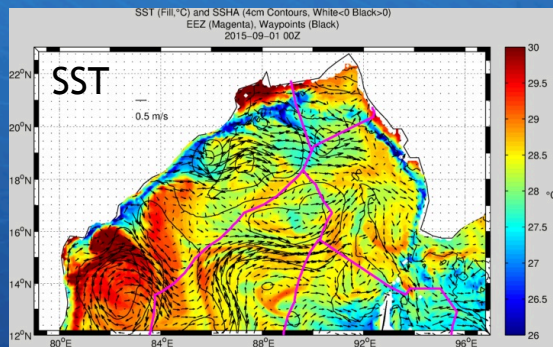 SST (Fill,°C) and SSHA (4cm Contours, White<0 Black>0)
EEZ (Magenta), Waypoints (Black)
2015-09-01 00Z
SST
0.5 m/s
22°N
20°N
18°N
16°N
14°N
12°N
80°E
84°E
88°E
92°E
96°E
30
29.5
29
28.5
28
27.5
27
26.5
26
°C